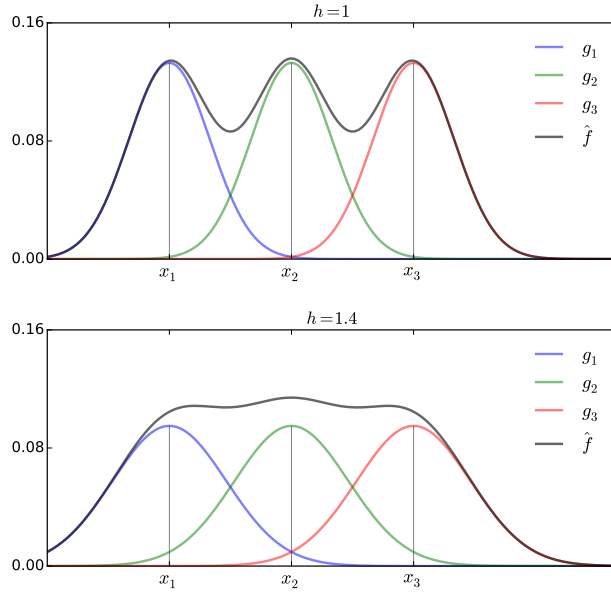 h=1
0.16
0.08
0.00
g₁
g₂
g₃
f̂
x₁ x₂ x₃
h=1.4
0.16
0.08
0.00
g₁
g₂
g₃
f̂
x₁ x₂ x₃